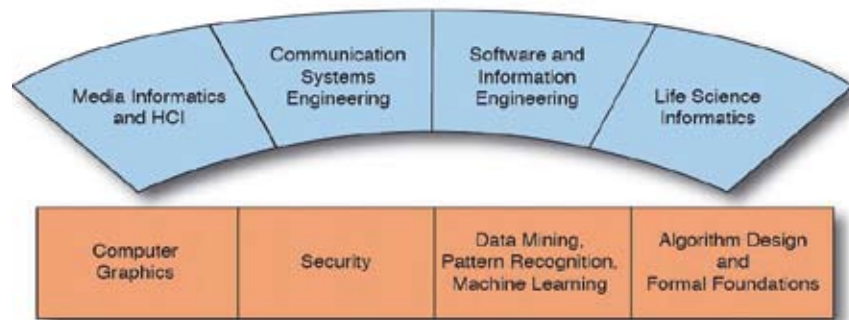 Media Informatics
and HCI
Communication
Systems
Engineering
Software and
Information
Engineering
Life Science
Informatics
Computer
Graphics
Security
Data Mining,
Pattern Recognition,
Machine Learning
Algorithm Design
and
Formal Foundations